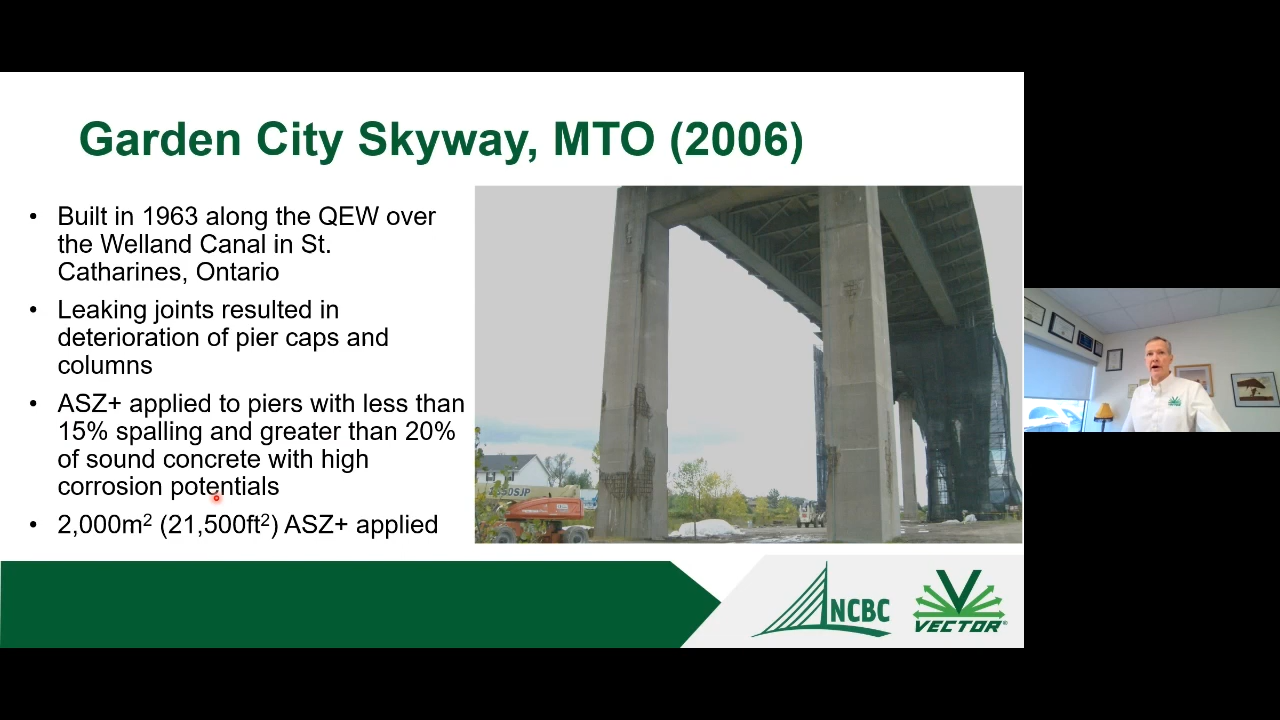 Garden City Skyway, MTO (2006)
• Built in 1963 along the QEW over
the Welland Canal in St.
Catharines, Ontario
• Leaking joints resulted in
deterioration of pier caps and
columns
• ASZ+ applied to piers with less than
15% spalling and greater than 20%
of sound concrete with high
corrosion potentials
• 2,000m² (21,500ft²) ASZ+ applied
NCBC
VECTOR®